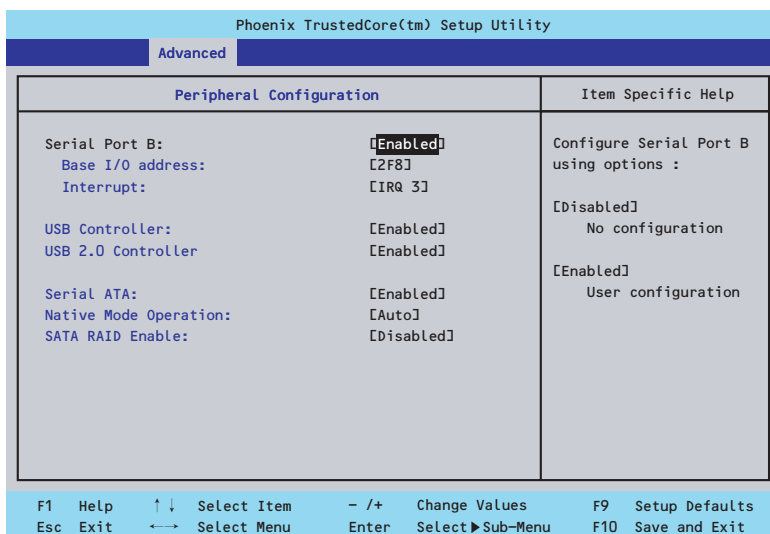 Phoenix TrustedCore(tm) Setup Utility
Advanced
Peripheral Configuration
Item Specific Help
Serial Port B: [Enabled]
Base I/O address: [2F8]
Interrupt: [IRQ 3]
USB Controller: [Enabled]
USB 2.0 Controller [Enabled]
Serial ATA: [Enabled]
Native Mode Operation: [Auto]
SATA RAID Enable: [Disabled]
Configure Serial Port B
using options :
[Disabled]
No configuration
[Enabled]
User configuration
F1 Help ↑↓ Select Item – /+ Change Values F9 Setup Defaults
Esc Exit ←→ Select Menu Enter Select▶Sub–Menu F10 Save and Exit